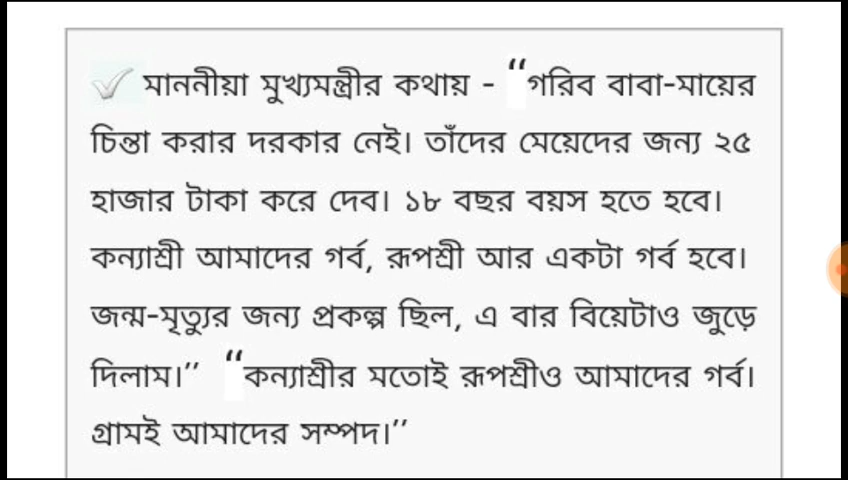 মাননীয়া মুখ্যমন্ত্রীর কথায় - “গরিব বাবা-মায়ের
চিন্তা করার দরকার নেই। তাঁদের মেয়েদের জন্য ২৫
হাজার টাকা করে দেব। ১৮ বছর বয়স হতে হবে।
কন্যাশ্রী আমাদের গর্ব, রূপশ্রী আর একটা গর্ব হবে।
জন্ম-মৃত্যুর জন্য প্রকল্প ছিল, এ বার বিয়েটাও জুড়ে
দিলাম।’’ “কন্যাশ্রীর মতোই রূপশ্রীও আমাদের গর্ব।
গ্রামই আমাদের সম্পদ।’’